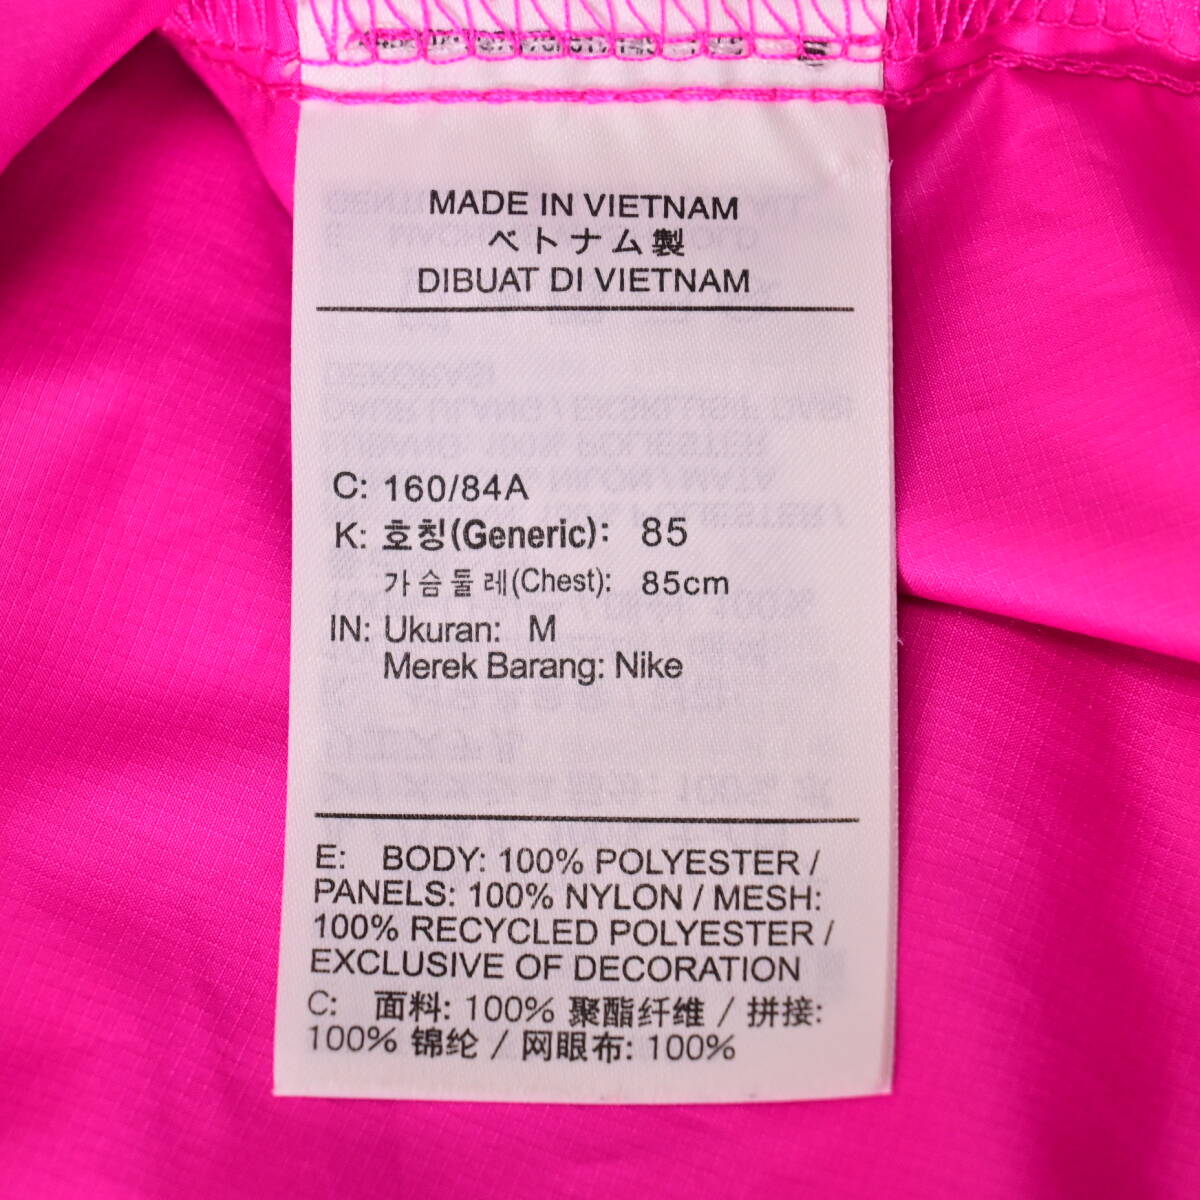 MADE IN VIETNAM
ベトナム製
DIBUAT DI VIETNAM
C: 160/84A
K: 호칭(Generic): 85
가슴둘레(Chest): 85cm
IN: Ukuran: M
Merek Barang: Nike
E: BODY: 100% POLYESTER /
PANELS: 100% NYLON / MESH:
100% RECYCLED POLYESTER /
EXCLUSIVE OF DECORATION
C: 面料: 100% 聚酯纤维 / 拼接:
100% 锦纶 / 网眼布: 100%